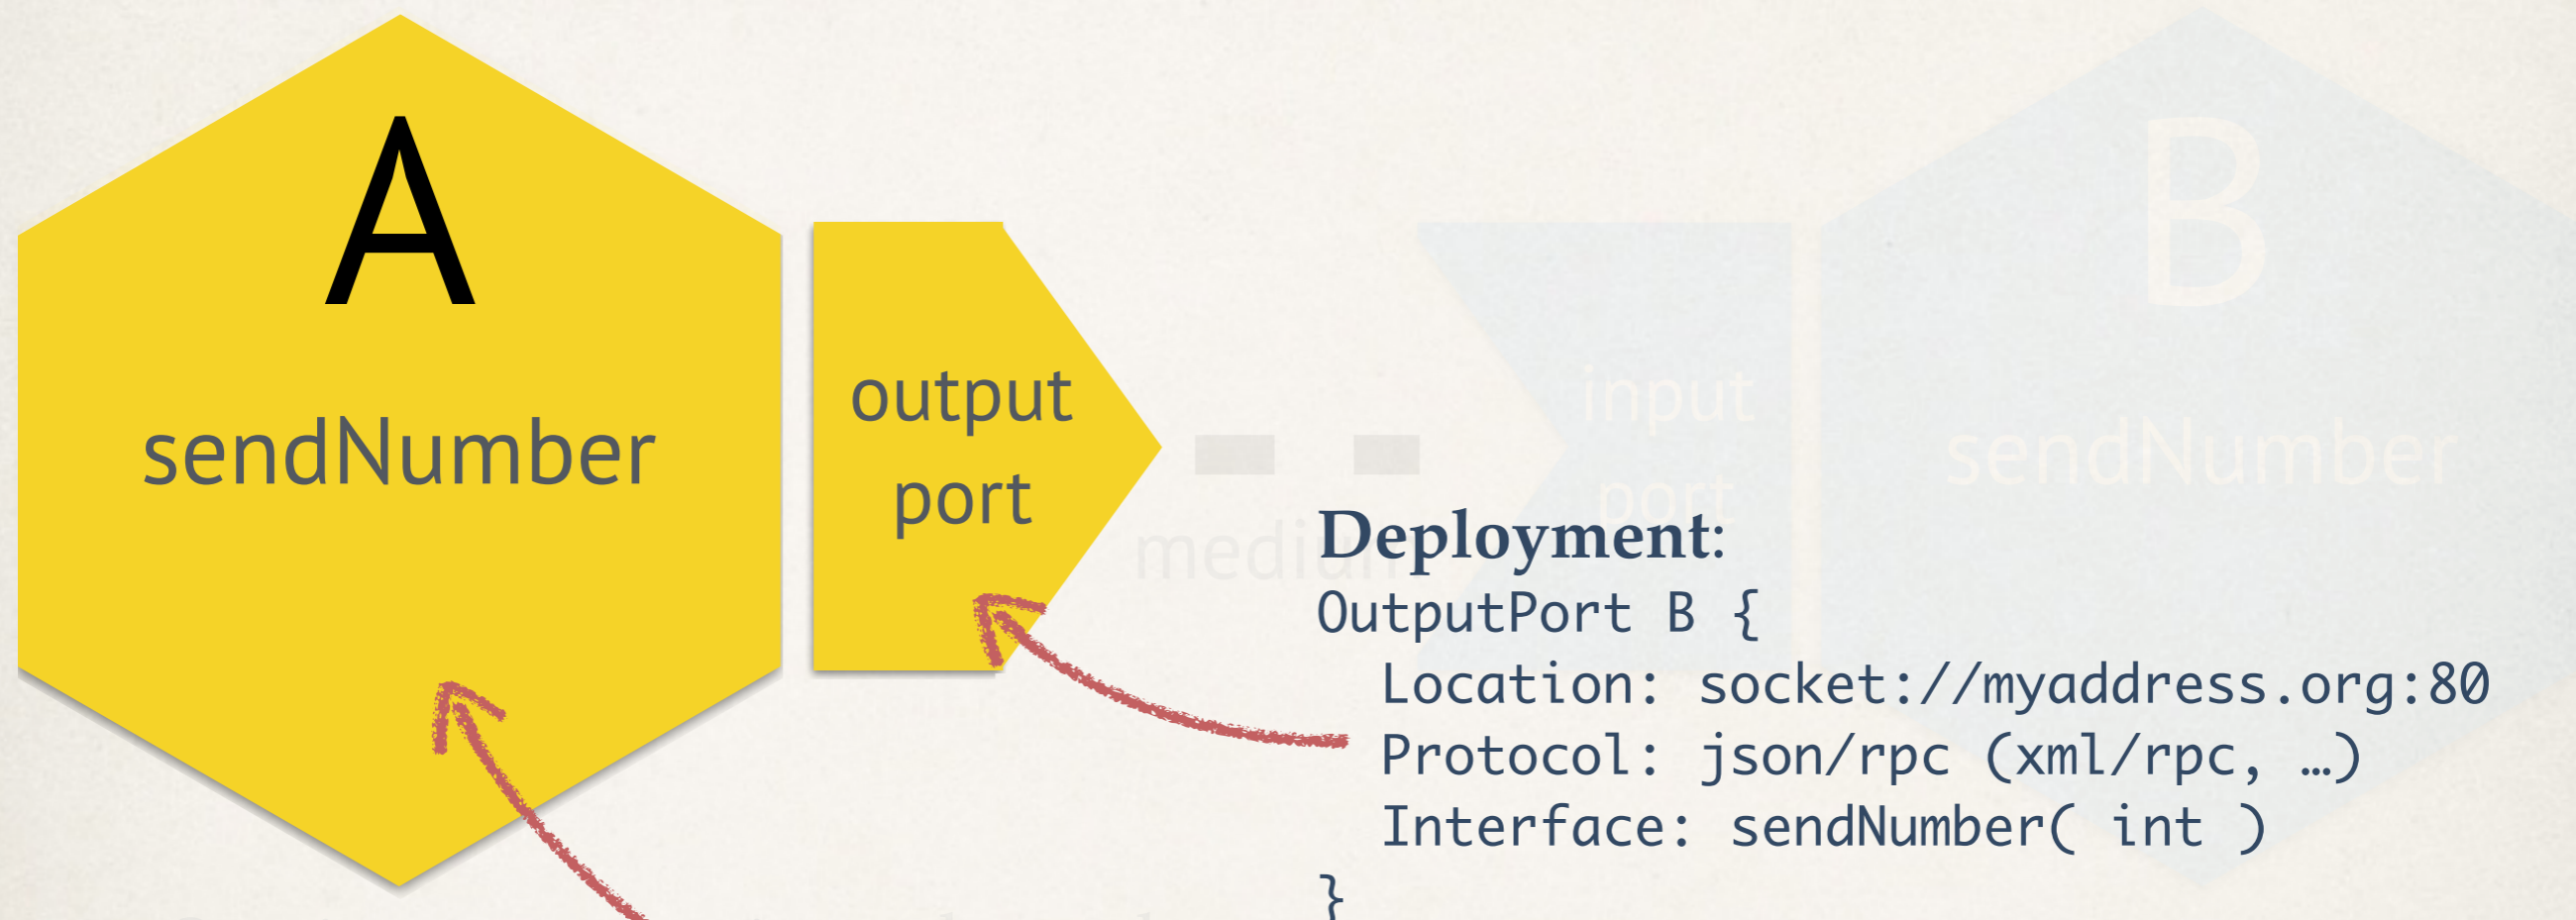 A
sendNumber
output
port
medium
input
port
B
sendNumber
Deployment:
OutputPort B {
Location: socket://myaddress.org:80
Protocol: json/rpc (xml/rpc, …)
Interface: sendNumber( int )
}